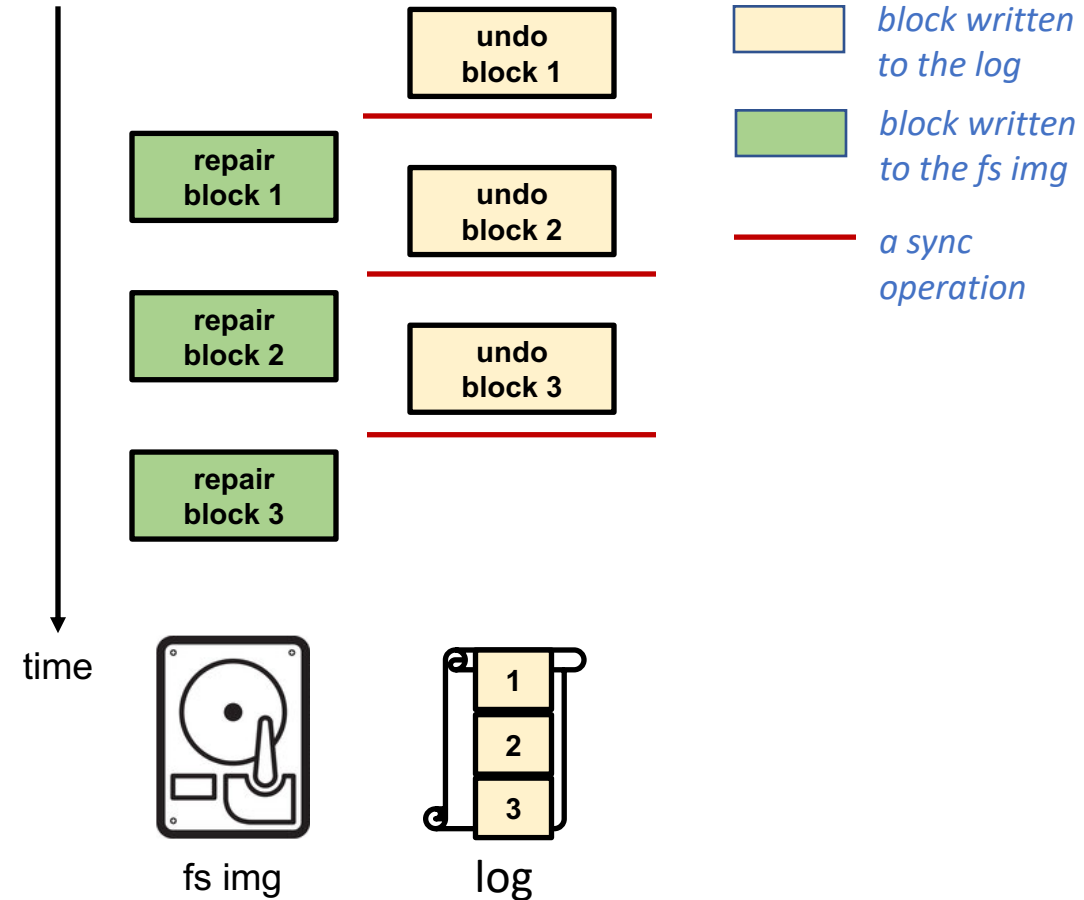 undo
block 1
block written
to the log
repair
block 1
block written
to the fs img
undo
block 2
a sync
operation
repair
block 2
undo
block 3
repair
block 3
time
1
2
3
fs img
log